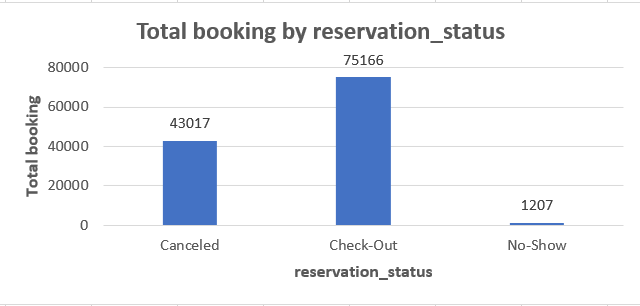 Total booking by reservation_status
80000
60000
40000
20000
0
Total booking
43017
75166
1207
Canceled
Check-Out
No-Show
reservation_status